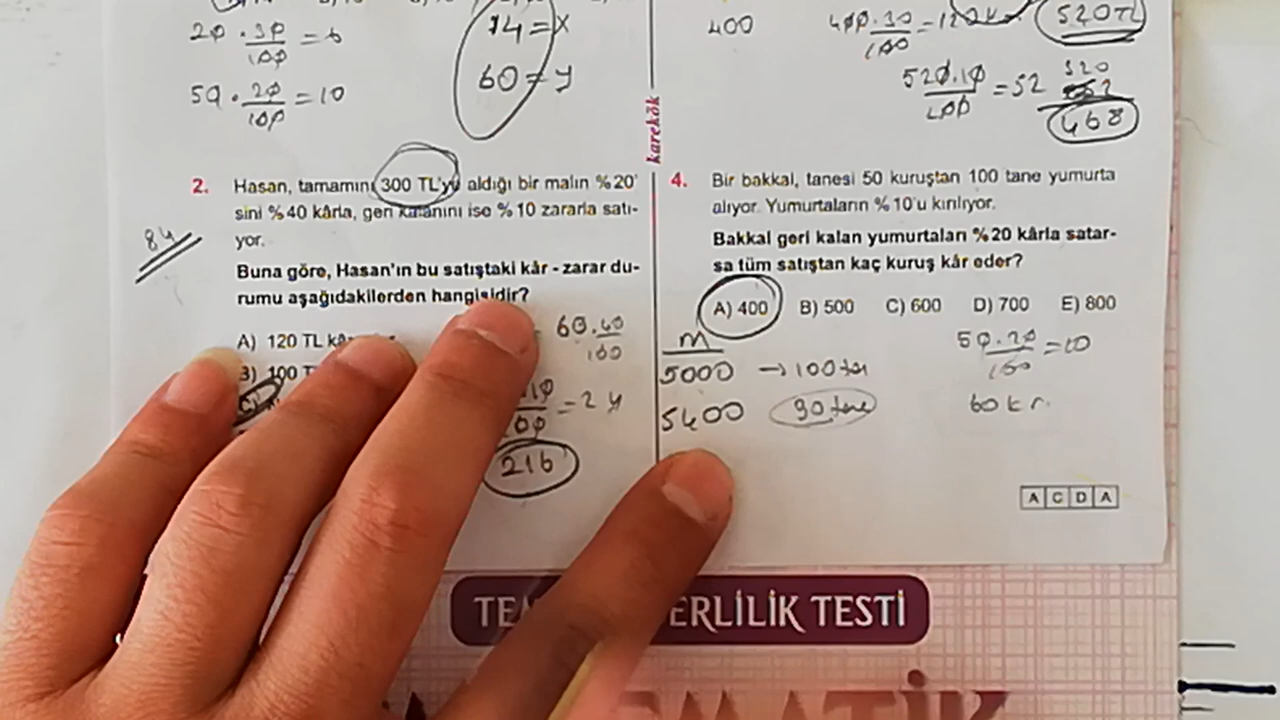 20 . 30/100 = 6
50 . 20/100 = 10
14 = x
60 = y
400
400.30/100
520 TL
520.10/100 = 52
520
468
karekök
2. Hasan, tamamını 300 TL'ye aldığı bir malın %20'
sini %40 kârla, geri kalanını ise %10 zararla satı-
yor.
84
Buna göre, Hasan'ın bu satıştaki kâr - zarar du-
rumu aşağıdakilerden hangisidir?
A) 120 TL
B) 100
C)
60.40/100
= 24
216
4. Bir bakkal, tanesi 50 kuruştan 100 tane yumurta
alıyor. Yumurtaların %10'u kırılıyor.
Bakkal geri kalan yumurtaları %20 kârla satar-
sa tüm satıştan kaç kuruş kâr eder?
A) 400 B) 500 C) 600 D) 700 E) 800
m
5000 → 100 tane
5400 90 tane
50.20/100 = 10
60 kr.
A C D A
TE ERLİLİK TESTİ